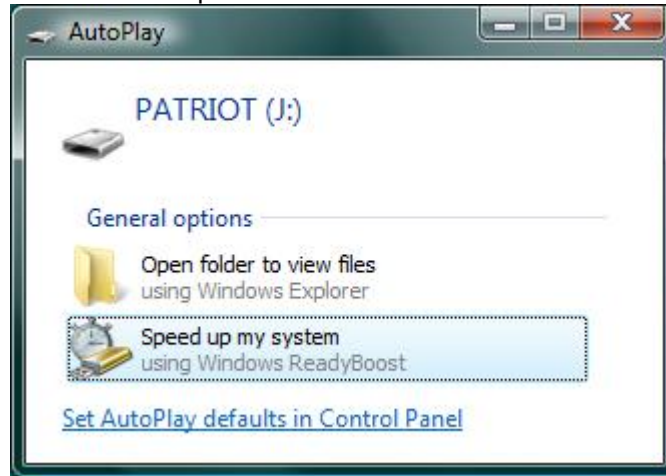 AutoPlay
PATRIOT (J:)
General options
Open folder to view files
using Windows Explorer
Speed up my system
using Windows ReadyBoost
Set AutoPlay defaults in Control Panel